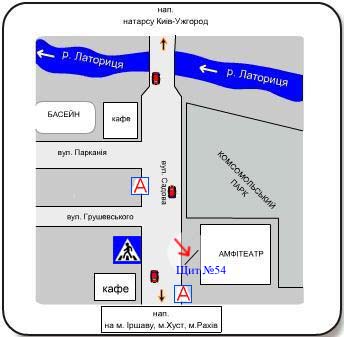 нап.
натарсу Київ-Ужгород
р. Латориця
р. Латориця
БАСЕЙН
кафе
вул. Парканія
вул. Садова
КОМСОМОЛЬСЬКИЙ
ПАРК
А
вул. Грушевського
АМФІТЕАТР
Щит №54
кафе
А
нап.
на м. Іршаву, м.Хуст, м.Рахів